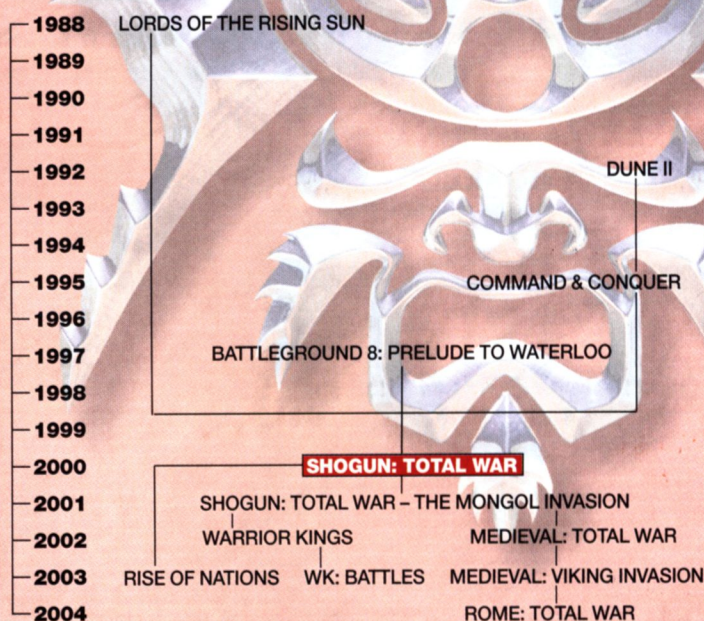 1988 LORDS OF THE RISING SUN
1989
1990
1991
1992 DUNE II
1993
1994
1995 COMMAND & CONQUER
1996
1997 BATTLEGROUND 8: PRELUDE TO WATERLOO
1998
1999
2000 SHOGUN: TOTAL WAR
2001 SHOGUN: TOTAL WAR – THE MONGOL INVASION
2002 WARRIOR KINGS MEDIEVAL: TOTAL WAR
2003 RISE OF NATIONS WK: BATTLES MEDIEVAL: VIKING INVASION
2004 ROME: TOTAL WAR